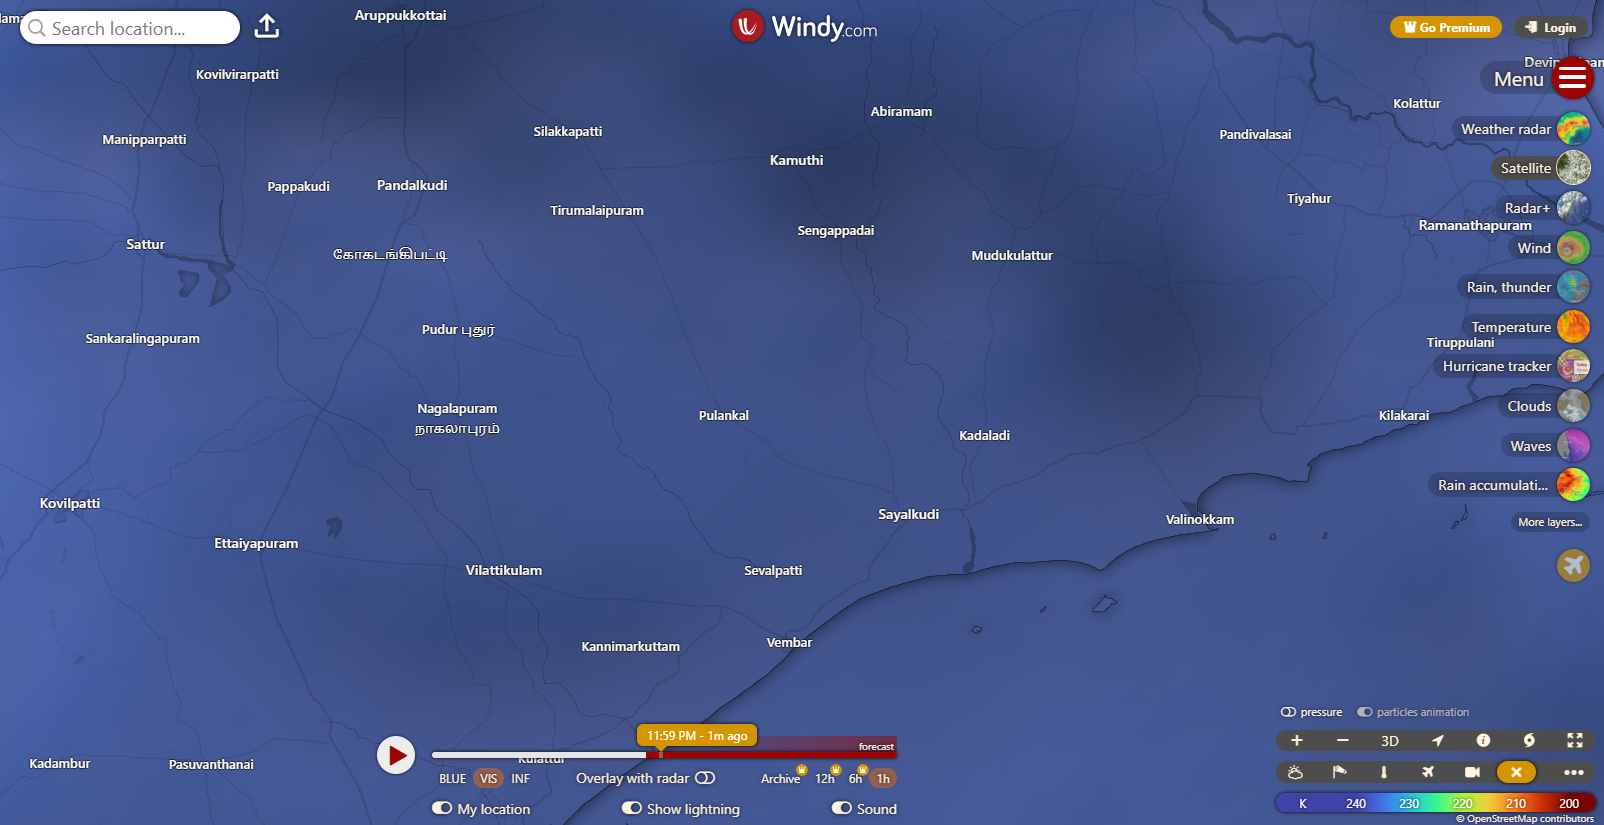 Search location...
Windy.com
Go Premium
Login
Menu
Aruppukkottai
Kovilvirarpatti
Kolattur
Abiramam
Weather radar
Silakkapatti
Pandivalasai
Manipparpatti
Kamuthi
Satellite
Pappakudi
Pandalkudi
Tiyahur
Radar+
Tirumalaipuram
Ramanathapuram
Sengappadai
Sattur
Wind
கோகடங்கிபட்டி
Mudukulattur
Rain, thunder
Pudur புதுர்
Temperature
Sankaralingapuram
Tiruppulani
Hurricane tracker
Nagalapuram
நாகலாபுரம்
Clouds
Pulankal
Kilakarai
Kadaladi
Waves
Rain accumulati...
Kovilpatti
Sayalkudi
Valinokkam
More layers...
Ettaiyapuram
Vilattikulam
Sevalpatti
Kannimarkuttam
Vembar
pressure
particles animation
11:59 PM - 1m ago
forecast
3D
Kadambur
Pasuvanthanai
Kulattur
BLUE VIS INF
Overlay with radar
Archive 12h 6h 1h
My location
Show lightning
Sound
K 240 230 220 210 200
© OpenStreetMap contributors